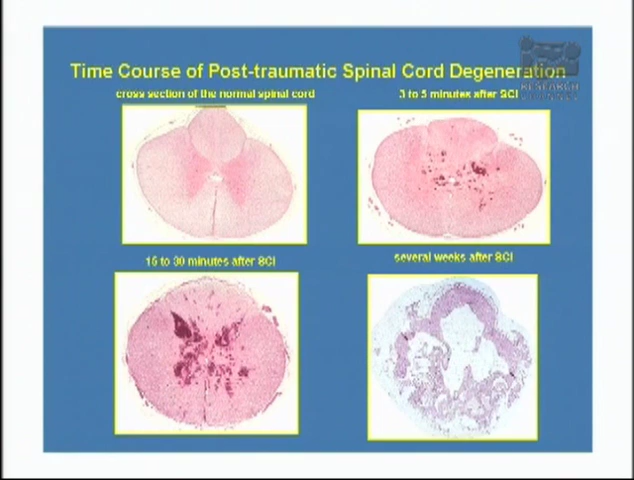 Time Course of Post-traumatic Spinal Cord Degeneration
cross section of the normal spinal cord
3 to 5 minutes after SCI
RESEARCH
15 to 30 minutes after SCI
several weeks after SCI